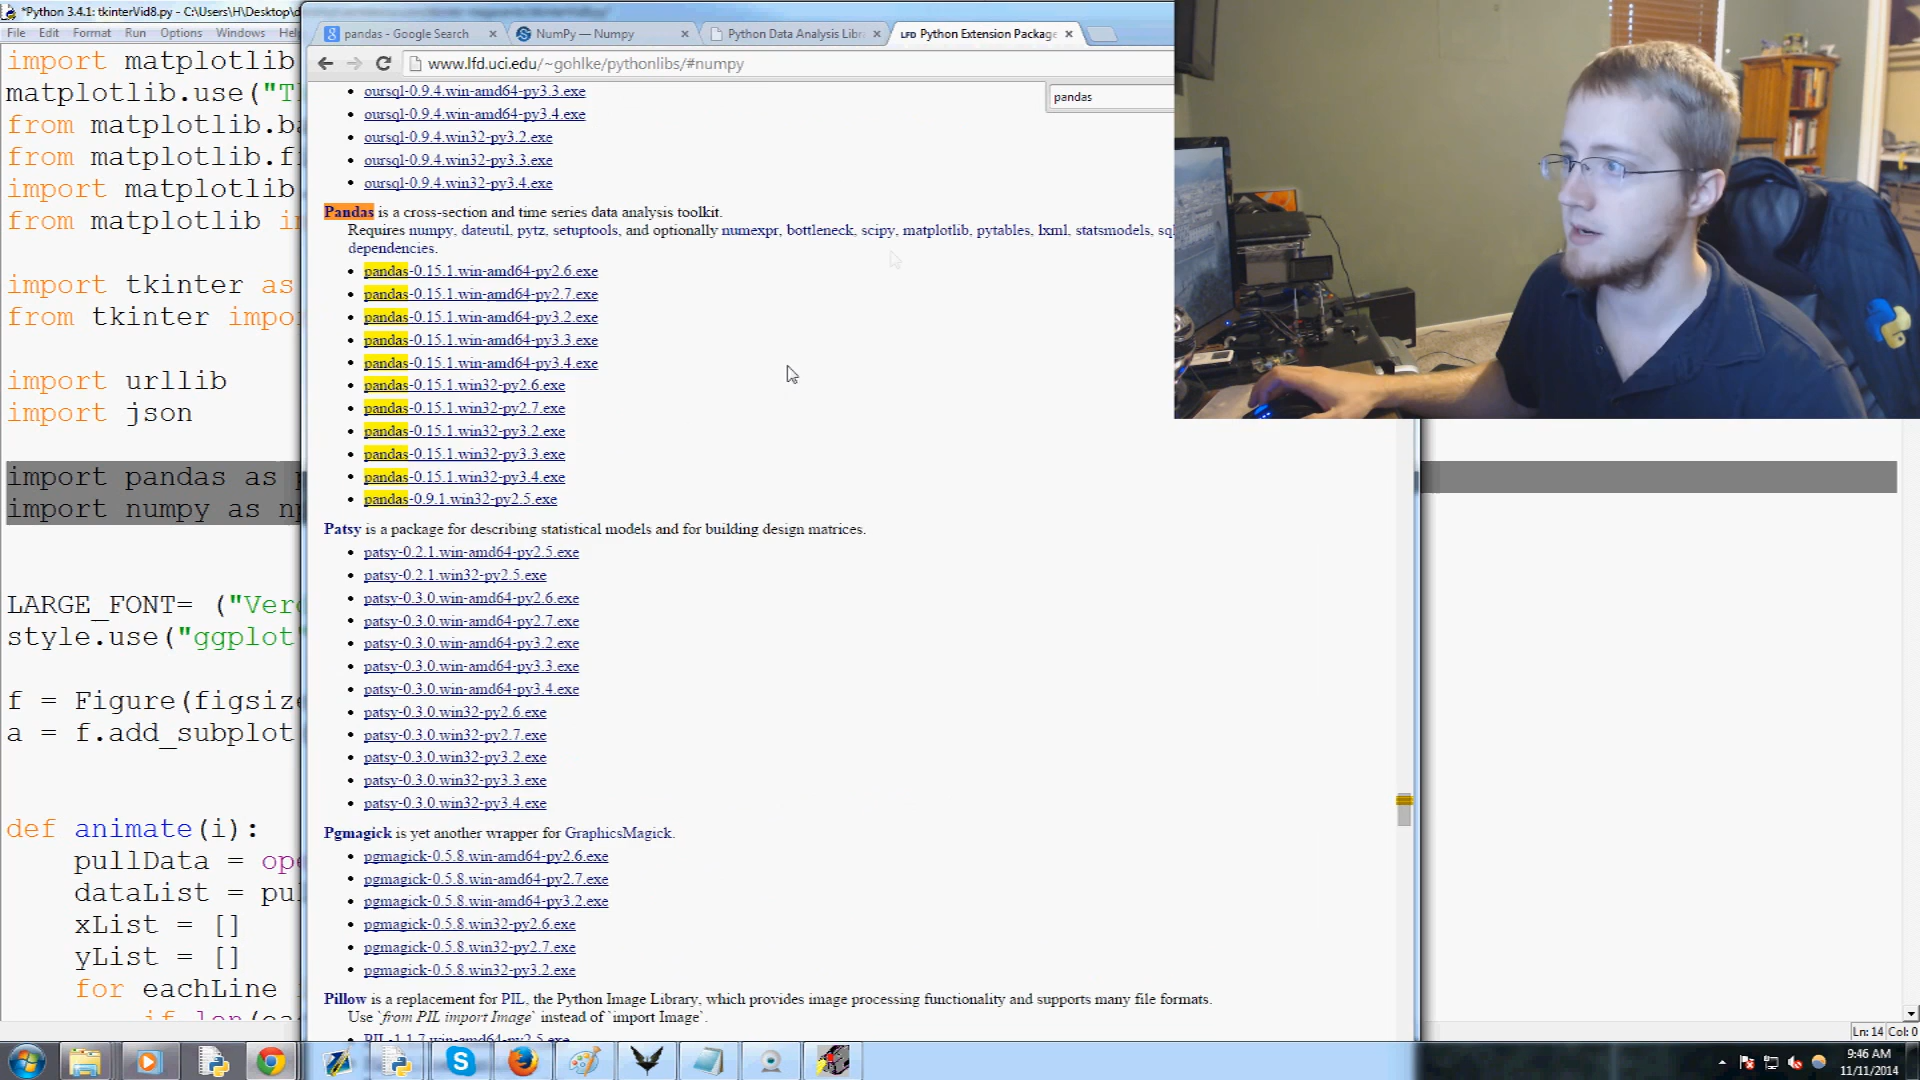 *Python 3.4.1: tkinterVid8.py - C:\Users\H\Desktop\d
File Edit Format Run Options Windows Hel
import matplotlib
matplotlib.use("T
from matplotlib.ba
from matplotlib.fi
import matplotlib
from matplotlib im
import tkinter as
from tkinter impo
import urllib
import json
import pandas as p
import numpy as np
LARGE_FONT= ("Ver
style.use("ggplot"
f = Figure(figsize
a = f.add_subplot
def animate(i):
pullData = ope
dataList = pul
xList = []
yList = []
for eachLine
pandas - Google Search
NumPy — Numpy
Python Data Analysis Libr
LFD Python Extension Package
www.lfd.uci.edu/~gohlke/pythonlibs/#numpy
pandas
oursql-0.9.4.win-amd64-py3.3.exe
oursql-0.9.4.win-amd64-py3.4.exe
oursql-0.9.4.win32-py3.2.exe
oursql-0.9.4.win32-py3.3.exe
oursql-0.9.4.win32-py3.4.exe
Pandas is a cross-section and time series data analysis toolkit.
Requires numpy, dateutil, pytz, setuptools, and optionally numexpr, bottleneck, scipy, matplotlib, pytables, lxml, statsmodels, sql
dependencies.
pandas-0.15.1.win-amd64-py2.6.exe
pandas-0.15.1.win-amd64-py2.7.exe
pandas-0.15.1.win-amd64-py3.2.exe
pandas-0.15.1.win-amd64-py3.3.exe
pandas-0.15.1.win-amd64-py3.4.exe
pandas-0.15.1.win32-py2.6.exe
pandas-0.15.1.win32-py2.7.exe
pandas-0.15.1.win32-py3.2.exe
pandas-0.15.1.win32-py3.3.exe
pandas-0.15.1.win32-py3.4.exe
pandas-0.9.1.win32-py2.5.exe
Patsy is a package for describing statistical models and for building design matrices.
patsy-0.2.1.win-amd64-py2.5.exe
patsy-0.2.1.win32-py2.5.exe
patsy-0.3.0.win-amd64-py2.6.exe
patsy-0.3.0.win-amd64-py2.7.exe
patsy-0.3.0.win-amd64-py3.2.exe
patsy-0.3.0.win-amd64-py3.3.exe
patsy-0.3.0.win-amd64-py3.4.exe
patsy-0.3.0.win32-py2.6.exe
patsy-0.3.0.win32-py2.7.exe
patsy-0.3.0.win32-py3.2.exe
patsy-0.3.0.win32-py3.3.exe
patsy-0.3.0.win32-py3.4.exe
Pgmagick is yet another wrapper for GraphicsMagick.
pgmagick-0.5.8.win-amd64-py2.6.exe
pgmagick-0.5.8.win-amd64-py2.7.exe
pgmagick-0.5.8.win-amd64-py3.2.exe
pgmagick-0.5.8.win32-py2.6.exe
pgmagick-0.5.8.win32-py2.7.exe
pgmagick-0.5.8.win32-py3.2.exe
Pillow is a replacement for PIL, the Python Image Library, which provides image processing functionality and supports many file formats.
Use `from PIL import Image` instead of `import Image`.
PIL-1.1.7.win-amd64-py2.5.exe
Ln: 14 Col: 0
9:46 AM
11/11/2014